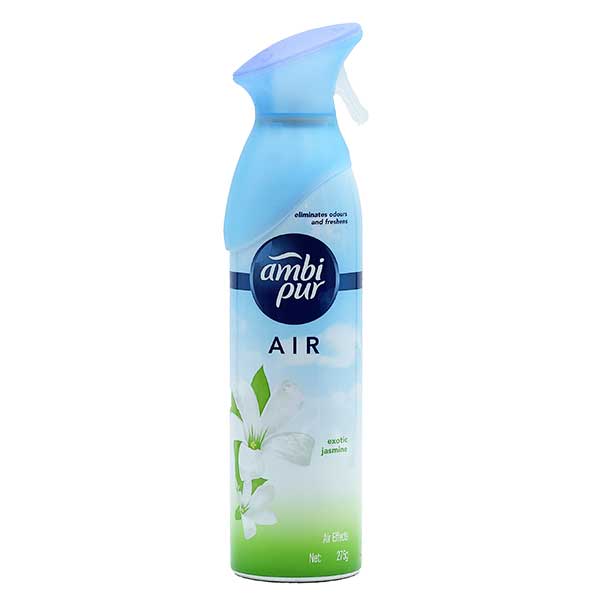 eliminates odours
and freshens
ambi
pur
AIR
exotic
jasmine
Air Effects
Net: 275g